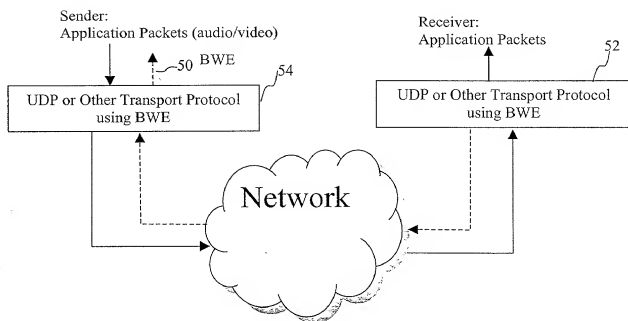 Sender:
Application Packets (audio/video)
50 BWE
54
UDP or Other Transport Protocol
using BWE
Receiver:
Application Packets
52
UDP or Other Transport Protocol
using BWE
Network